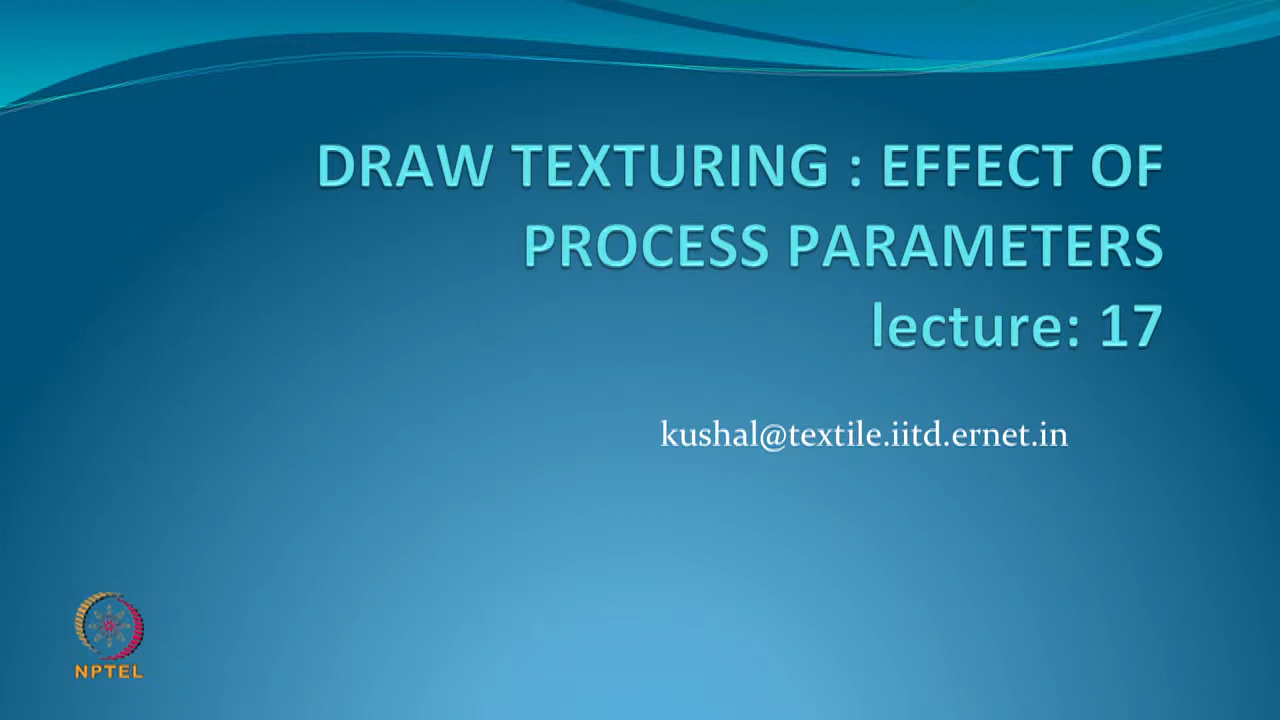 DRAW TEXTURING : EFFECT OF
PROCESS PARAMETERS
lecture: 17
kushal@textile.iitd.ernet.in
NPTEL